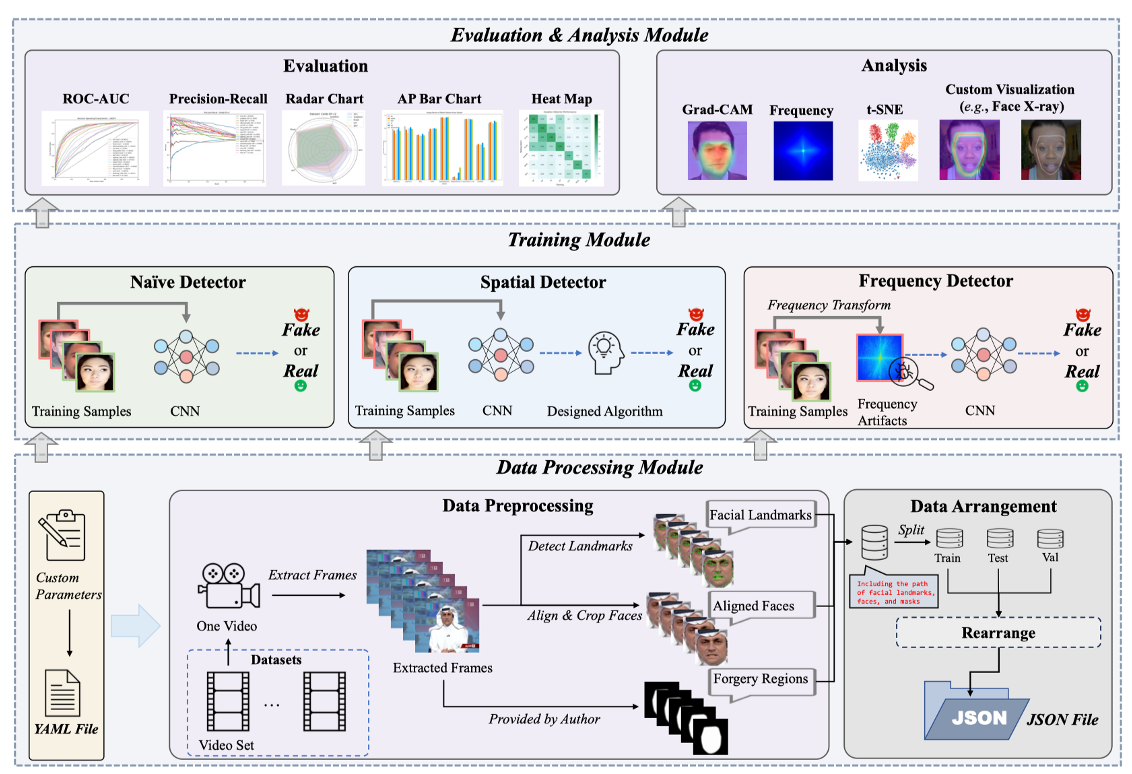 Evaluation & Analysis Module
Evaluation
ROC-AUC
Precision-Recall
Radar Chart
AP Bar Chart
Heat Map
Analysis
Grad-CAM
Frequency
t-SNE
Custom Visualization
(e.g., Face X-ray)
Training Module
Naïve Detector
Fake
or
Real
Training Samples
CNN
Spatial Detector
Fake
or
Real
Training Samples
CNN
Designed Algorithm
Frequency Detector
Frequency Transform
Fake
or
Real
Training Samples
Frequency
Artifacts
CNN
Data Processing Module
Custom
Parameters
YAML File
Data Preprocessing
One Video
Extract Frames
Datasets
...
Video Set
Extracted Frames
Detect Landmarks
Align & Crop Faces
Provided by Author
Facial Landmarks
Aligned Faces
Forgery Regions
Data Arrangement
Split
Train
Test
Val
Including the path
of facial landmarks,
faces, and masks
Rearrange
JSON
JSON File